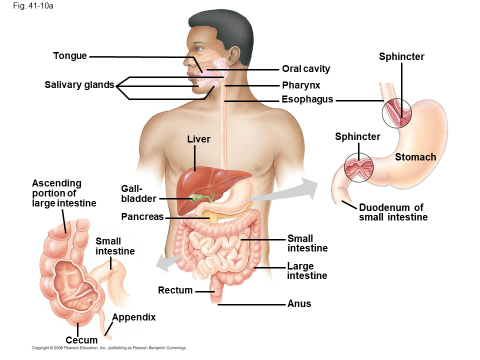 Fig. 41-10a
Tongue
Salivary glands
Oral cavity
Pharynx
Esophagus
Sphincter
Liver
Sphincter
Stomach
Ascending
portion of
large intestine
Gall-
bladder
Pancreas
Duodenum of
small intestine
Small
intestine
Small
intestine
Large
intestine
Rectum
Anus
Appendix
Cecum
Copyright © 2008 Pearson Education, Inc., publishing as Pearson Benjamin Cummings.